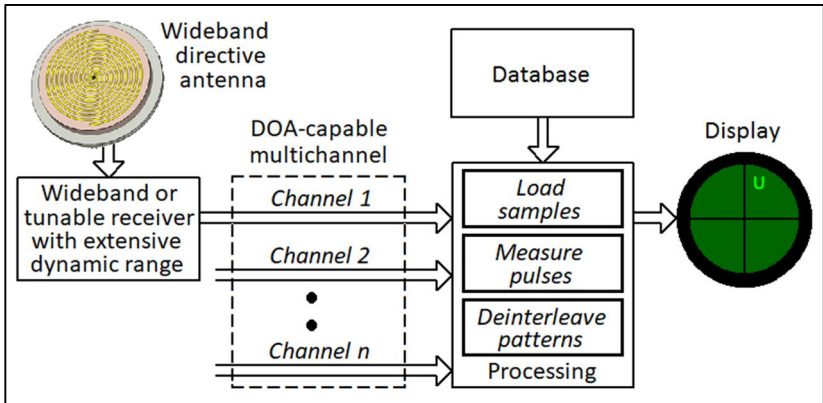 Wideband
directive
antenna
Database
DOA-capable
multichannel
Display
U
Wideband or
tunable receiver
with extensive
dynamic range
Channel 1
Channel 2
Channel n
Load
samples
Measure
pulses
Deinterleave
patterns
Processing